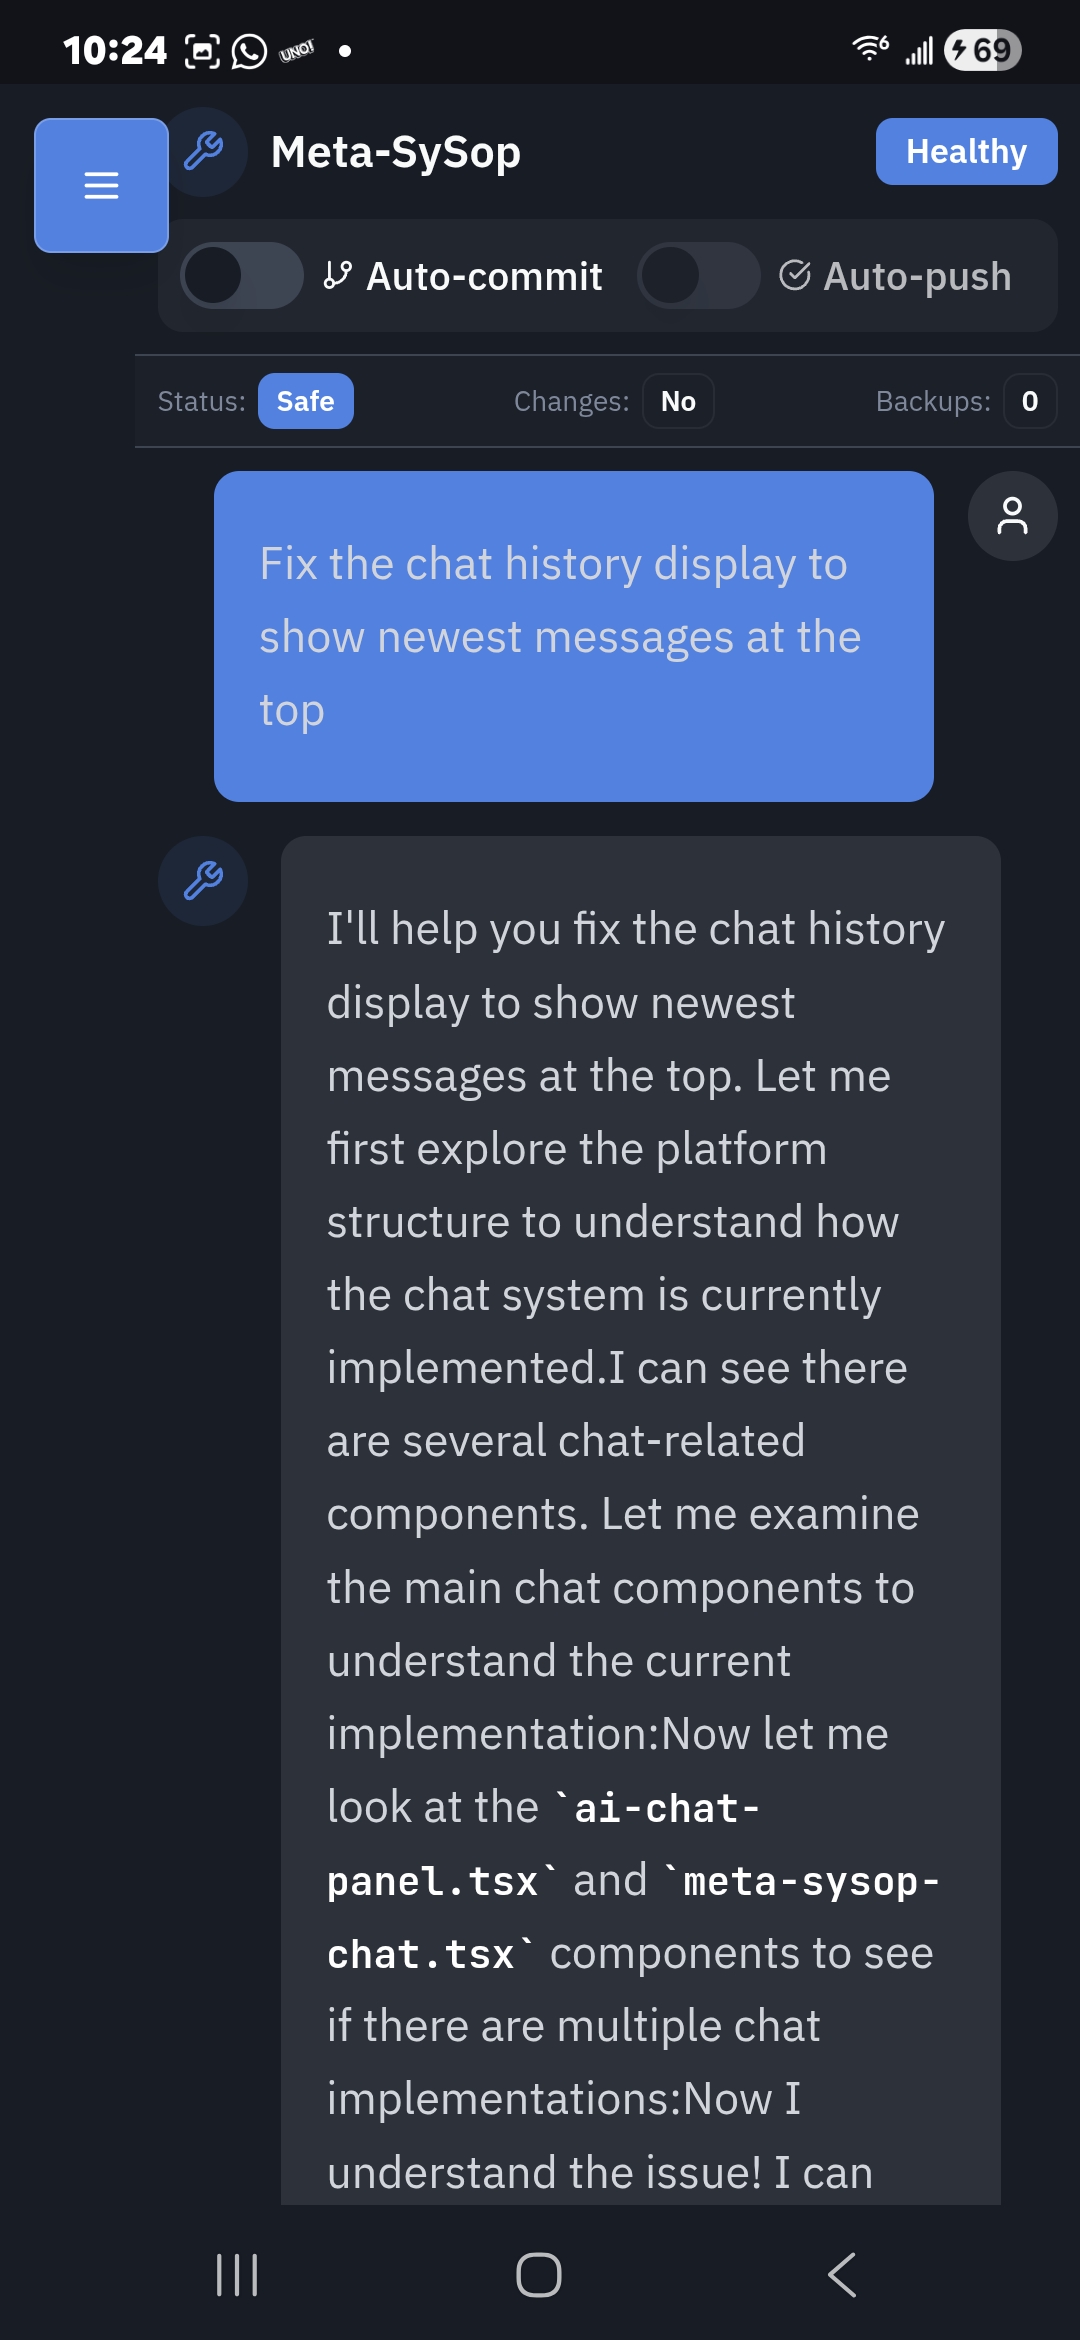 10:24
UNO!
6
69
Meta-SySop
Healthy
Auto-commit
Auto-push
Status: Safe
Changes: No
Backups: 0
Fix the chat history display to
show newest messages at the
top
I'll help you fix the chat history
display to show newest
messages at the top. Let me
first explore the platform
structure to understand how
the chat system is currently
implemented.I can see there
are several chat-related
components. Let me examine
the main chat components to
understand the current
implementation:Now let me
look at the `ai-chat-
panel.tsx` and `meta-sysop-
chat.tsx` components to see
if there are multiple chat
implementations:Now I
understand the issue! I can